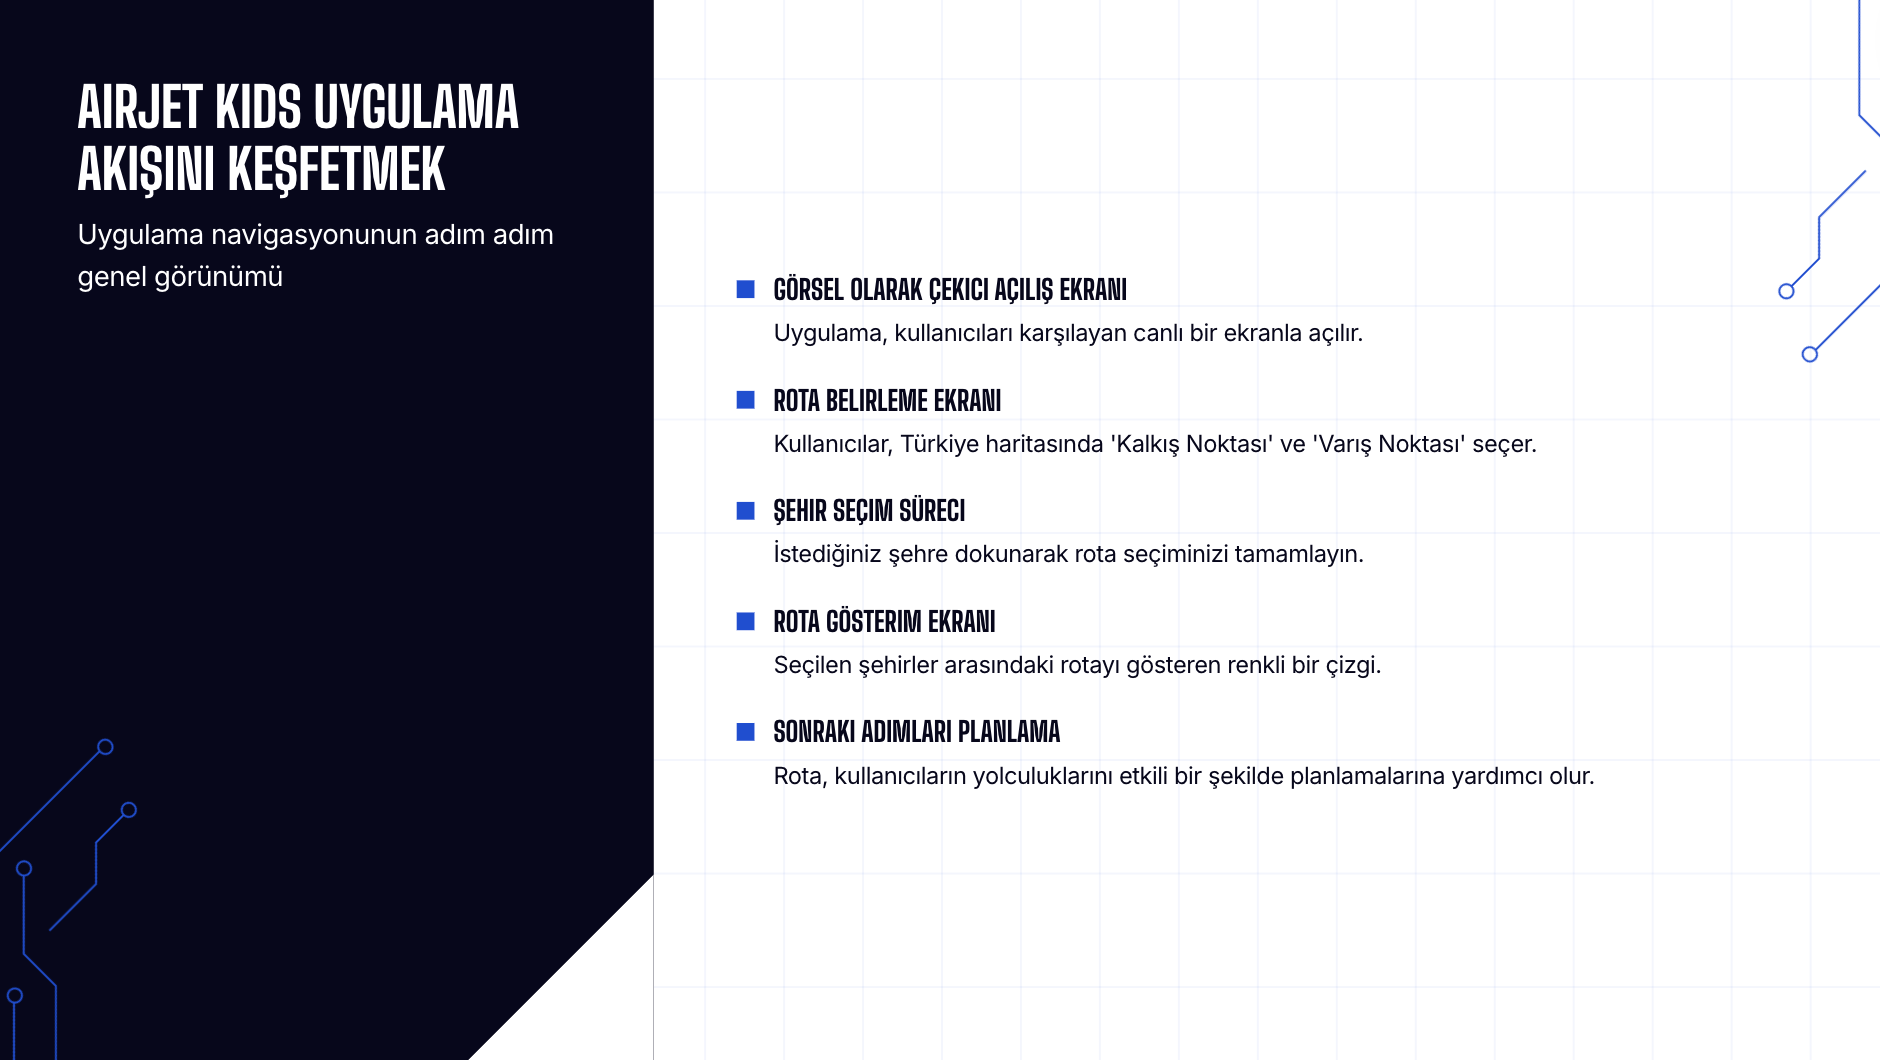 AIRJET KIDS UYGULAMA
AKIŞINI KEŞFETMEK
Uygulama navigasyonunun adım adım
genel görünümü
GÖRSEL OLARAK ÇEKICI AÇILIŞ EKRANI
Uygulama, kullanıcıları karşılayan canlı bir ekranla açılır.
ROTA BELIRLEME EKRANI
Kullanıcılar, Türkiye haritasında 'Kalkış Noktası' ve 'Varış Noktası' seçer.
ŞEHIR SEÇIM SÜRECI
İstediğiniz şehre dokunarak rota seçiminizi tamamlayın.
ROTA GÖSTERIM EKRANI
Seçilen şehirler arasındaki rotayı gösteren renkli bir çizgi.
SONRAKI ADIMLARI PLANLAMA
Rota, kullanıcıların yolculuklarını etkili bir şekilde planlamalarına yardımcı olur.